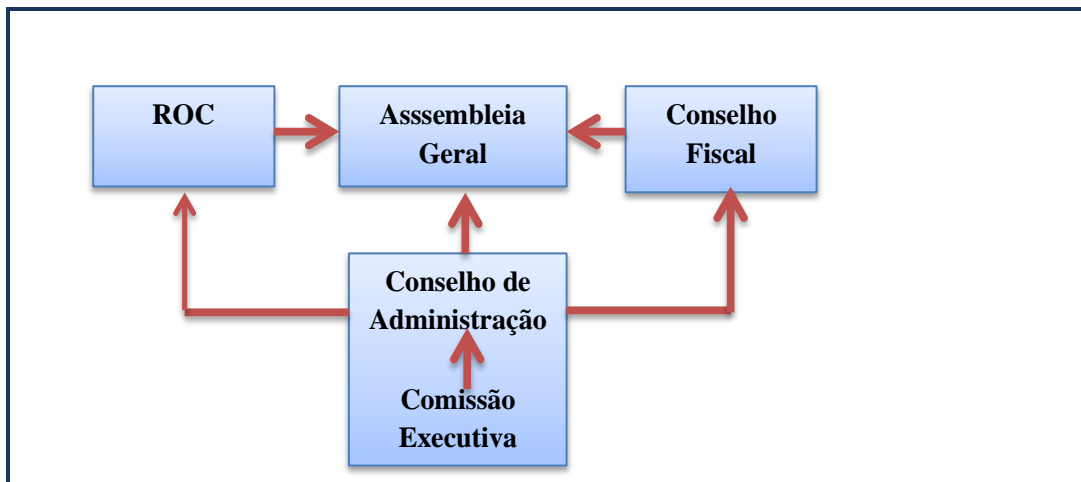 ROC
Asssembleia
Geral
Conselho
Fiscal
Conselho de
Administração
Comissão
Executiva